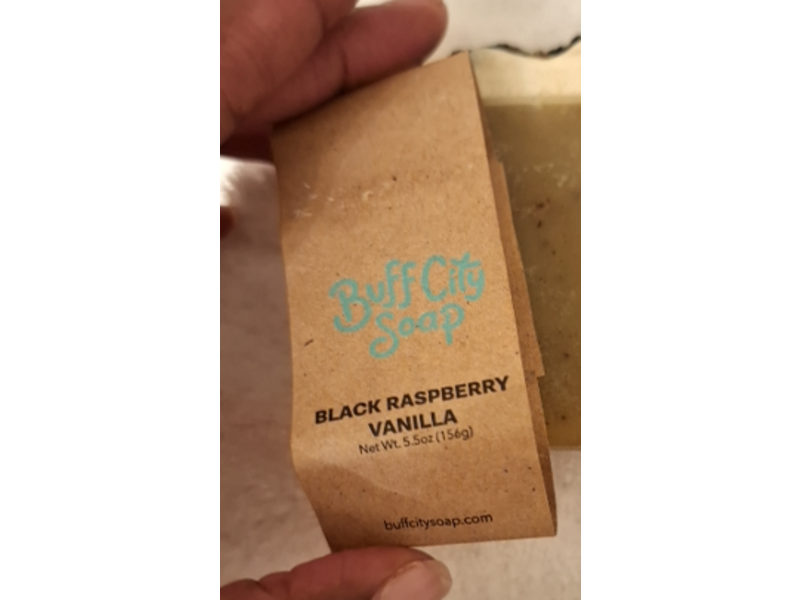 Buff City
Soap
BLACK RASPBERRY
VANILLA
Net Wt. 5.5oz (156g)
buffcitysoap.com